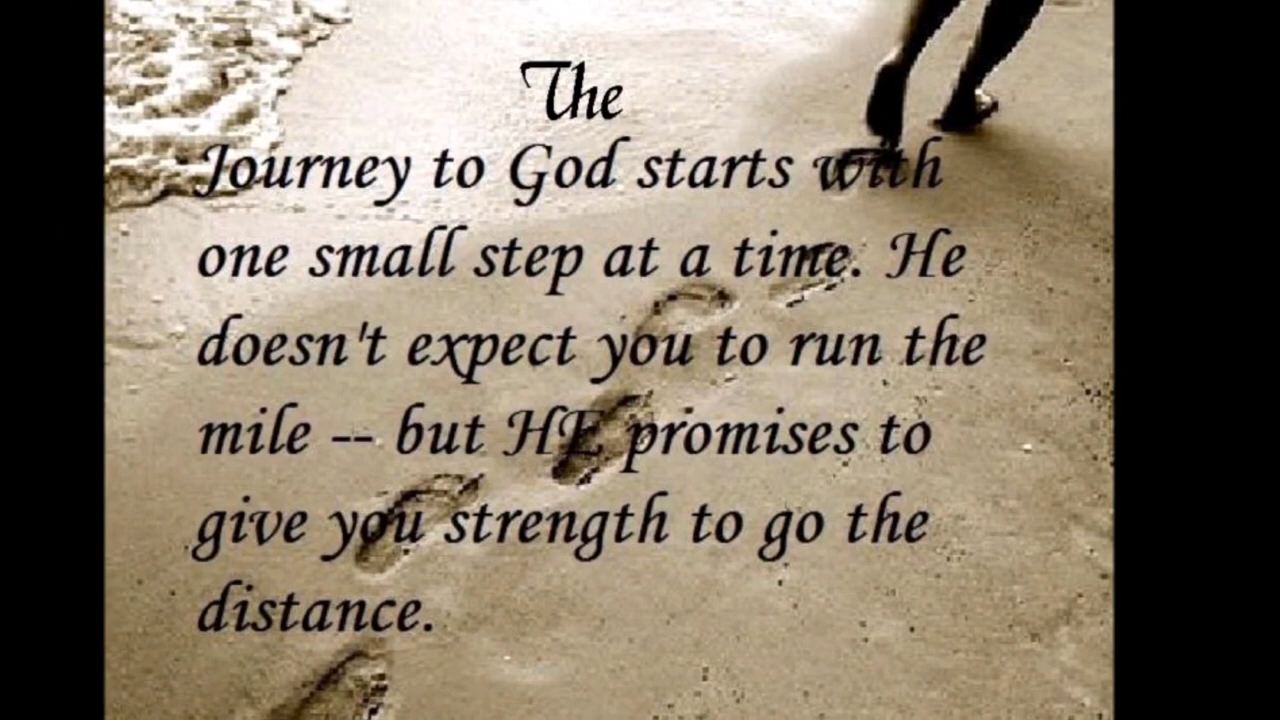 The
Journey to God starts with
one small step at a time. He
doesn't expect you to run the
mile -- but HE promises to
give you strength to go the
distance.